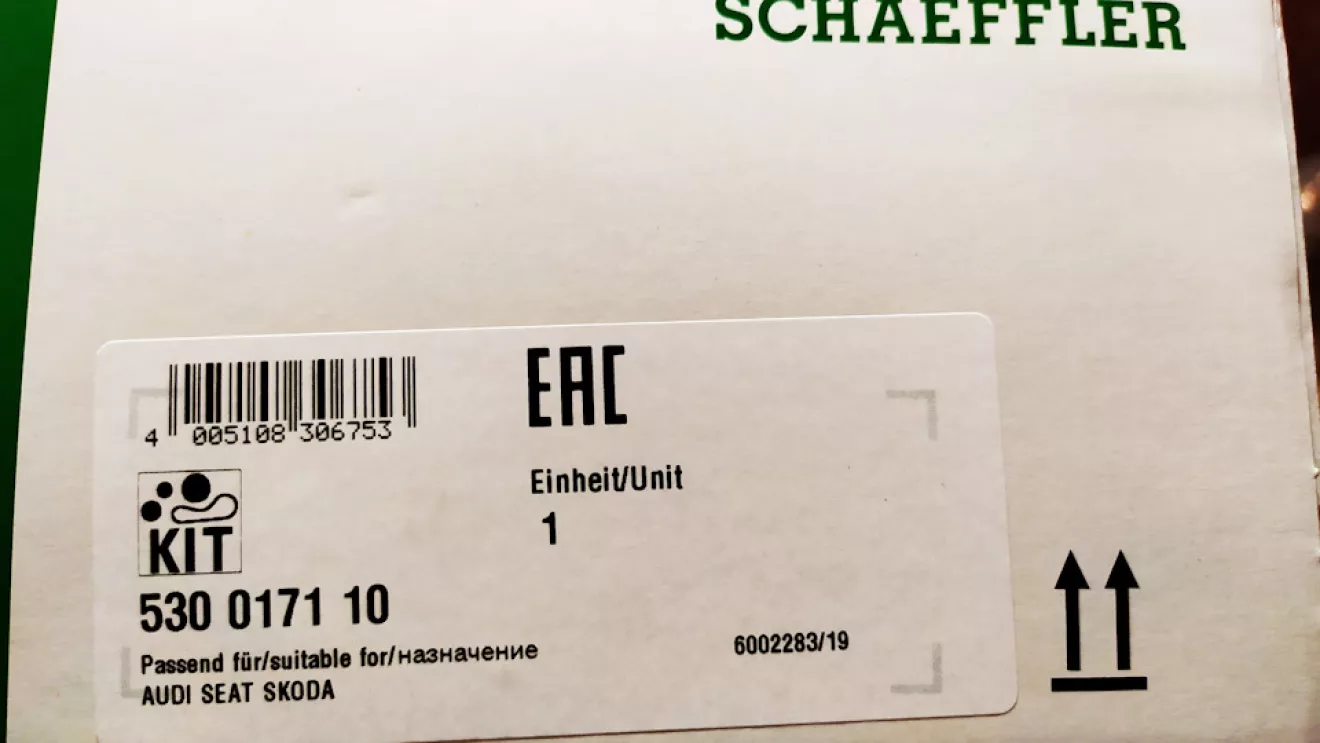 SCHAEFFLER
4 005108 306753
EAC
Einheit/Unit
1
KIT
530 0171 10
Passend für/suitable for/назначение
AUDI SEAT SKODA
6002283/19